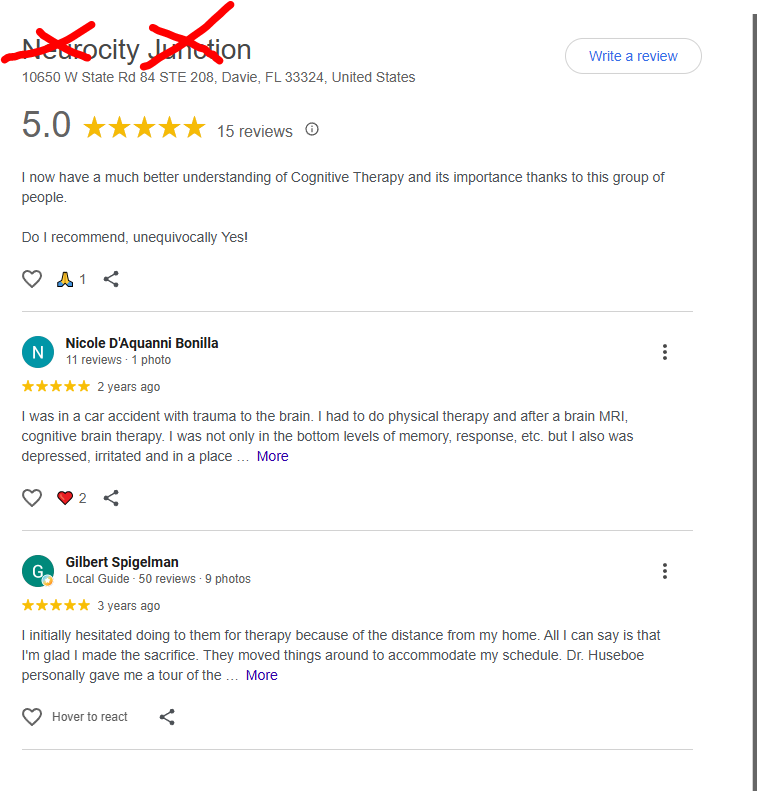 Neurocity Junction
10650 W State Rd 84 STE 208, Davie, FL 33324, United States
Write a review
5.0 15 reviews
I now have a much better understanding of Cognitive Therapy and its importance thanks to this group of
people.
Do I recommend, unequivocally Yes!
1
N
Nicole D'Aquanni Bonilla
11 reviews · 1 photo
2 years ago
I was in a car accident with trauma to the brain. I had to do physical therapy and after a brain MRI,
cognitive brain therapy. I was not only in the bottom levels of memory, response, etc. but I also was
depressed, irritated and in a place … More
2
G
Gilbert Spigelman
Local Guide · 50 reviews · 9 photos
3 years ago
I initially hesitated doing to them for therapy because of the distance from my home. All I can say is that
I'm glad I made the sacrifice. They moved things around to accommodate my schedule. Dr. Huseboe
personally gave me a tour of the … More
Hover to react